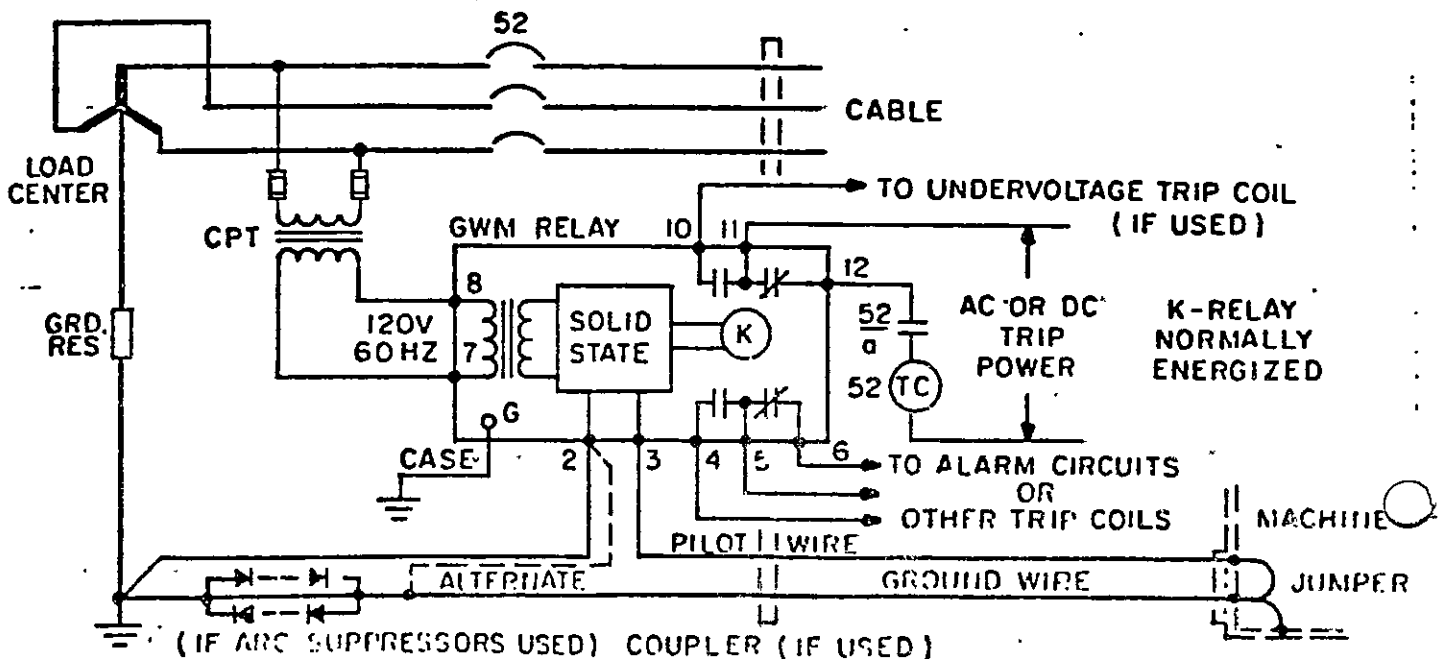 52
CABLE
LOAD
CENTER
TO UNDERVOLTAGE TRIP COIL
(IF USED)
CPT
GWM RELAY
10
11
12
8
7
120V
60 HZ
SOLID
STATE
K
52
a
52
TC
AC OR DC
TRIP
POWER
K-RELAY
NORMALLY
ENERGIZED
GRD.
RES.
G
CASE
2
3
4
5
6
TO ALARM CIRCUITS
OR
OTHER TRIP COILS
MACHINE
PILOT WIRE
ALTERNATE
GROUND WIRE
JUMPER
(IF ARC SUPPRESSORS USED)
COUPLER (IF USED)